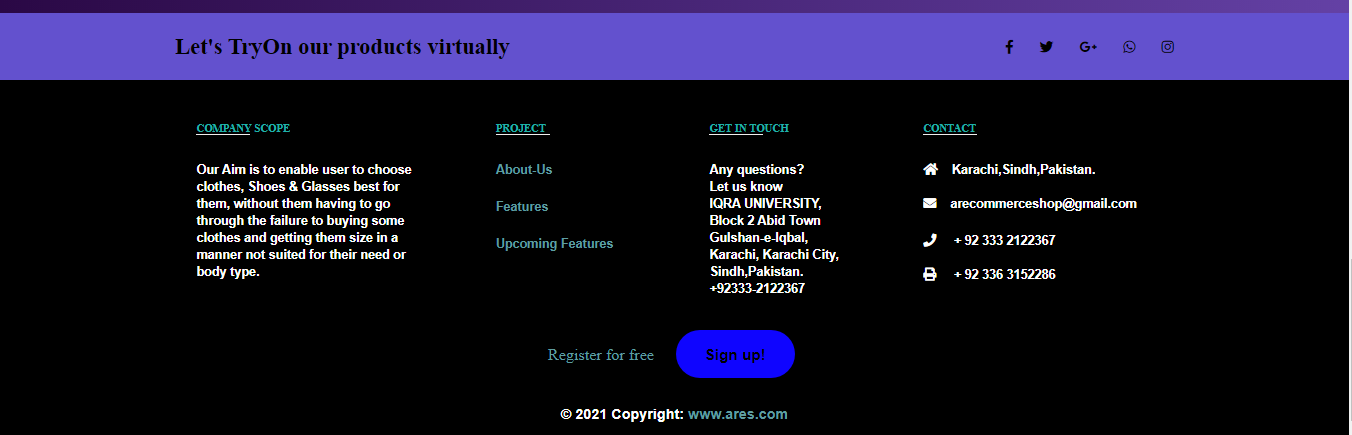 Let's TryOn our products virtually
COMPANY SCOPE
Our Aim is to enable user to choose
clothes, Shoes & Glasses best for
them, without them having to go
through the failure to buying some
clothes and getting them size in a
manner not suited for their need or
body type.
PROJECT
About-Us
Features
Upcoming Features
GET IN TOUCH
Any questions?
Let us know
IQRA UNIVERSITY,
Block 2 Abid Town
Gulshan-e-Iqbal,
Karachi, Karachi City,
Sindh,Pakistan.
+92333-2122367
CONTACT
Karachi,Sindh,Pakistan.
arecommerceshop@gmail.com
+ 92 333 2122367
+ 92 336 3152286
Register for free
Sign up!
© 2021 Copyright: www.ares.com